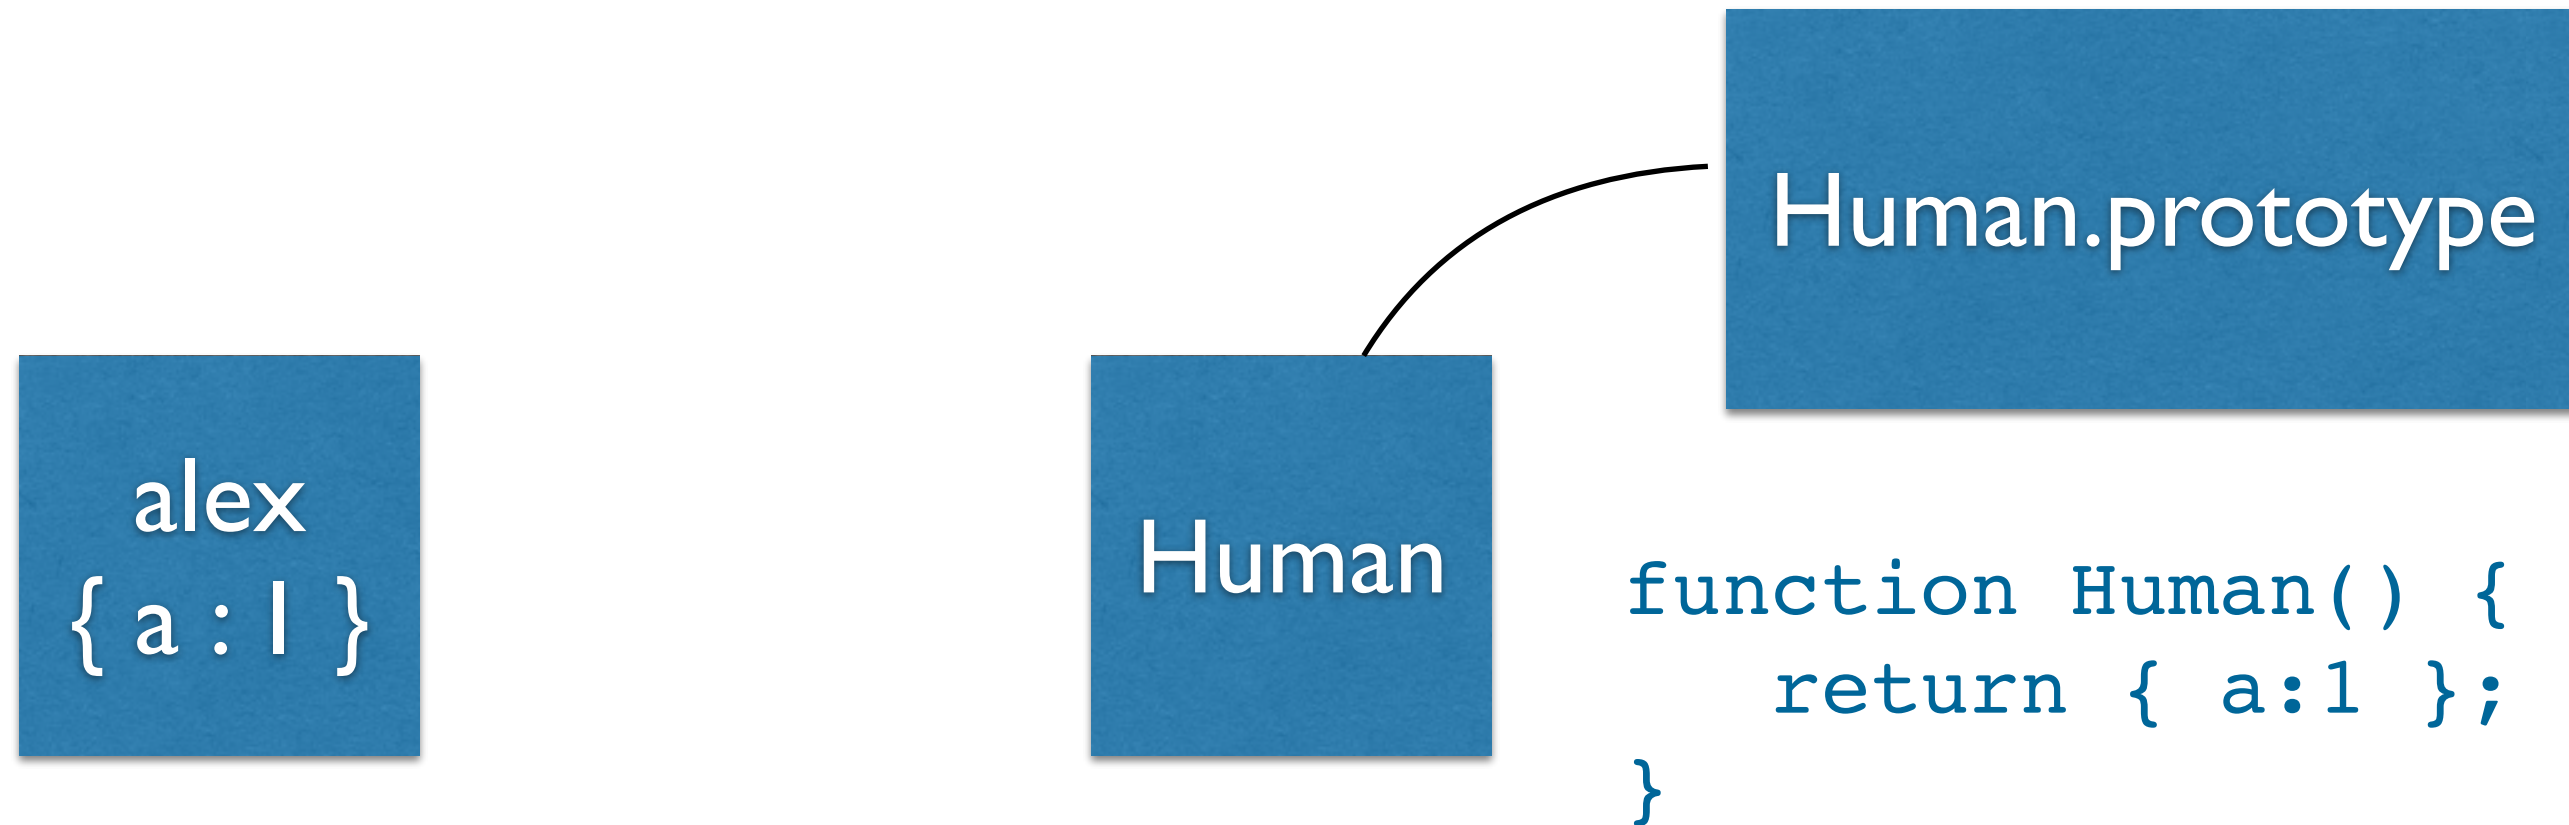 Human.prototype
alex
{ a : 1 }
Human
function Human() {
return { a:1 };
}